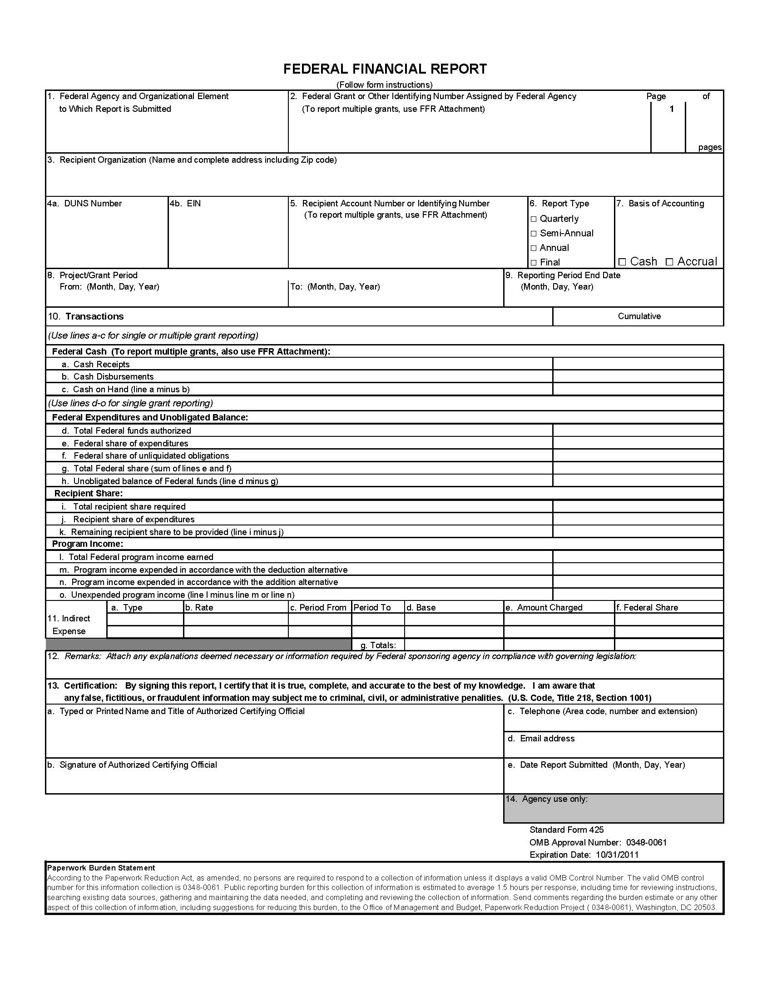 FEDERAL FINANCIAL REPORT
(Follow form instructions)
1. Federal Agency and Organizational Element
to Which Report is Submitted
2. Federal Grant or Other Identifying Number Assigned by Federal Agency
(To report multiple grants, use FFR Attachment)
Page of
1
pages
3. Recipient Organization (Name and complete address including Zip code)
4a. DUNS Number
4b. EIN
5. Recipient Account Number or Identifying Number
(To report multiple grants, use FFR Attachment)
6. Report Type
□ Quarterly
□ Semi-Annual
□ Annual
□ Final
7. Basis of Accounting
□ Cash □ Accrual
8. Project/Grant Period
From: (Month, Day, Year)
To: (Month, Day, Year)
9. Reporting Period End Date
(Month, Day, Year)
10. Transactions
Cumulative
(Use lines a-c for single or multiple grant reporting)
Federal Cash (To report multiple grants, also use FFR Attachment):
a. Cash Receipts
b. Cash Disbursements
c. Cash on Hand (line a minus b)
(Use lines d-o for single grant reporting)
Federal Expenditures and Unobligated Balance:
d. Total Federal funds authorized
e. Federal share of expenditures
f. Federal share of unliquidated obligations
g. Total Federal share (sum of lines e and f)
h. Unobligated balance of Federal funds (line d minus g)
Recipient Share:
i. Total recipient share required
j. Recipient share of expenditures
k. Remaining recipient share to be provided (line i minus j)
Program Income:
l. Total Federal program income earned
m. Program income expended in accordance with the deduction alternative
n. Program income expended in accordance with the addition alternative
o. Unexpended program income (line l minus line m or line n)
11. Indirect
Expense
a. Type
b. Rate
c. Period From
Period To
d. Base
e. Amount Charged
f. Federal Share
g. Totals:
12. Remarks: Attach any explanations deemed necessary or information required by Federal sponsoring agency in compliance with governing legislation:
13. Certification: By signing this report, I certify that it is true, complete, and accurate to the best of my knowledge. I am aware that
any false, fictitious, or fraudulent information may subject me to criminal, civil, or administrative penalities. (U.S. Code, Title 218, Section 1001)
a. Typed or Printed Name and Title of Authorized Certifying Official
c. Telephone (Area code, number and extension)
d. Email address
b. Signature of Authorized Certifying Official
e. Date Report Submitted (Month, Day, Year)
14. Agency use only:
Standard Form 425
OMB Approval Number: 0348-0061
Expiration Date: 10/31/2011
Paperwork Burden Statement
According to the Paperwork Reduction Act, as amended, no persons are required to respond to a collection of information unless it displays a valid OMB Control Number. The valid OMB control
number for this information collection is 0348-0061. Public reporting burden for this collection of information is estimated to average 1.5 hours per response, including time for reviewing instructions,
searching existing data sources, gathering and maintaining the data needed, and completing and reviewing the collection of information. Send comments regarding the burden estimate or any other
aspect of this collection of information, including suggestions for reducing this burden, to the Office of Management and Budget, Paperwork Reduction Project ( 0348-0061), Washington, DC 20503.